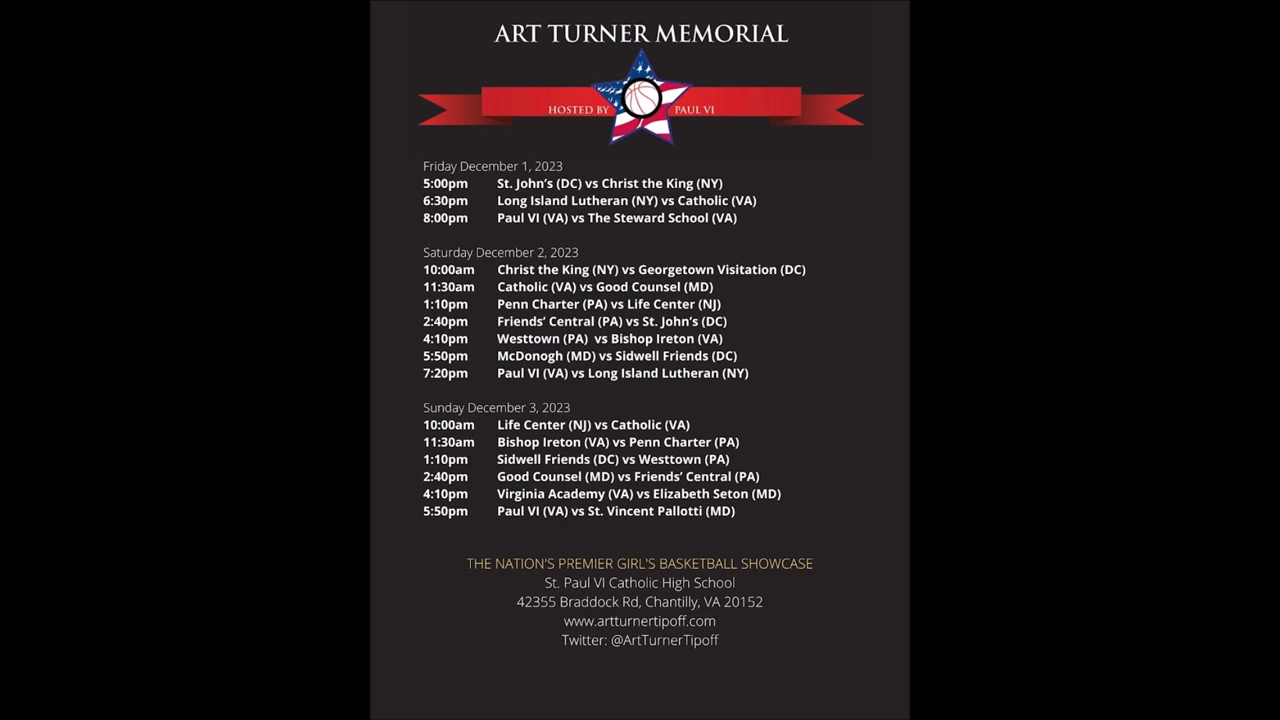 ART TURNER MEMORIAL
HOSTED BY PAUL VI
Friday December 1, 2023
5:00pm St. John's (DC) vs Christ the King (NY)
6:30pm Long Island Lutheran (NY) vs Catholic (VA)
8:00pm Paul VI (VA) vs The Steward School (VA)
Saturday December 2, 2023
10:00am Christ the King (NY) vs Georgetown Visitation (DC)
11:30am Catholic (VA) vs Good Counsel (MD)
1:10pm Penn Charter (PA) vs Life Center (NJ)
2:40pm Friends' Central (PA) vs St. John's (DC)
4:10pm Westtown (PA) vs Bishop Ireton (VA)
5:50pm McDonogh (MD) vs Sidwell Friends (DC)
7:20pm Paul VI (VA) vs Long Island Lutheran (NY)
Sunday December 3, 2023
10:00am Life Center (NJ) vs Catholic (VA)
11:30am Bishop Ireton (VA) vs Penn Charter (PA)
1:10pm Sidwell Friends (DC) vs Westtown (PA)
2:40pm Good Counsel (MD) vs Friends' Central (PA)
4:10pm Virginia Academy (VA) vs Elizabeth Seton (MD)
5:50pm Paul VI (VA) vs St. Vincent Pallotti (MD)
THE NATION'S PREMIER GIRL'S BASKETBALL SHOWCASE
St. Paul VI Catholic High School
42355 Braddock Rd, Chantilly, VA 20152
www.artturnertipoff.com
Twitter: @ArtTurnerTipoff